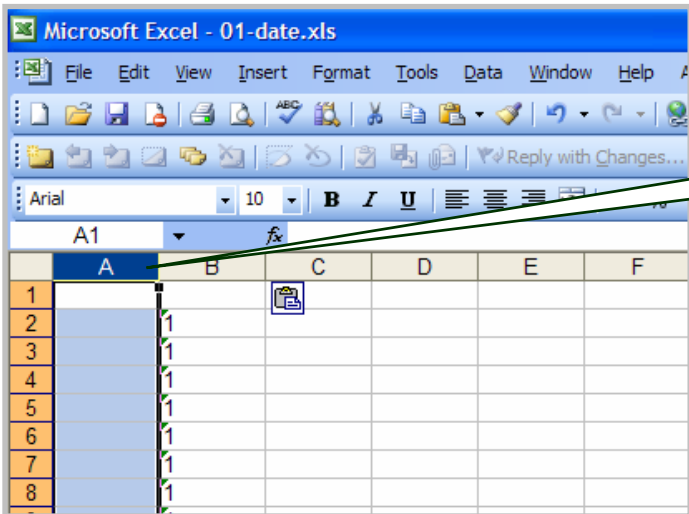 Microsoft Excel - 01-date.xls
File Edit View Insert Format Tools Data Window Help
ABC
Reply with Changes...
Arial 10 B I U %
A1 fx
A B C D E F
1
2 1
3 1
4 1
5 1
6 1
7 1
8 1